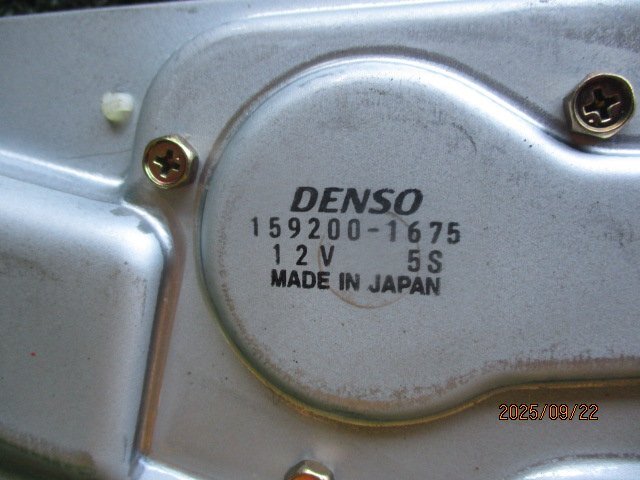 DENSO
159200-1675
12V 5S
MADE IN JAPAN
2025/09/22